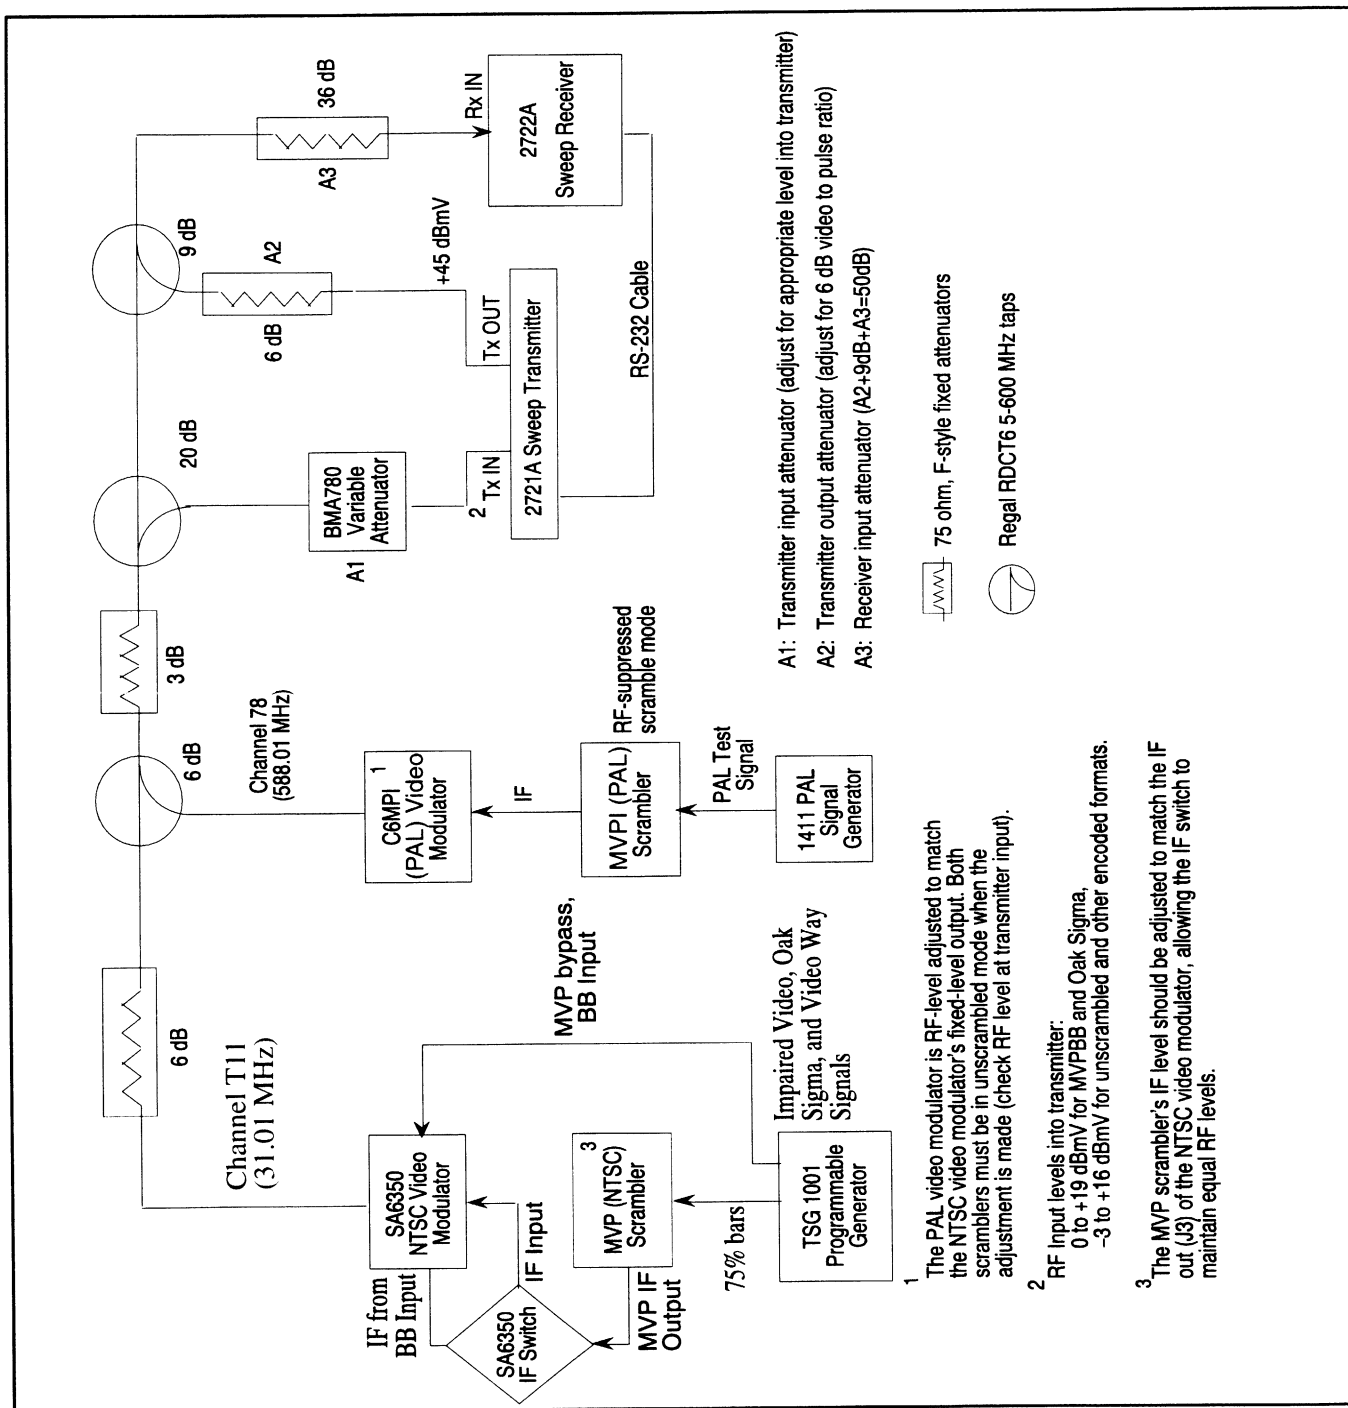 Channel T11
(31.01 MHz)
6 dB
6 dB
Channel 78
(588.01 MHz)
3 dB
20 dB
9 dB
36 dB
A3
Rx IN
2722A
Sweep Receiver
A2
6 dB
+45 dBmV
Tx OUT
2721A Sweep Transmitter
RS-232 Cable
BMA780
Variable
Attenuator
A1
2
Tx IN
C6MPI
(PAL) Video
Modulator
1
IF
MVPI (PAL)
Scrambler
RF-suppressed
scramble mode
PAL Test
Signal
1411 PAL
Signal
Generator
SA6350
NTSC Video
Modulator
IF from
BB Input
IF Input
SA6350
IF Switch
MVP IF
Output
3
MVP (NTSC)
Scrambler
75% bars
TSG 1001
Programmable
Generator
MVP bypass,
BB Input
Impaired Video, Oak
Sigma, and Video Way
Signals
1
The PAL video modulator is RF-level adjusted to match
the NTSC video modulator's fixed-level output. Both
scramblers must be in unscrambled mode when the
adjustment is made (check RF level at transmitter input).
2
RF Input levels into transmitter:
0 to +19 dBmV for MVPBB and Oak Sigma,
–3 to +16 dBmV for unscrambled and other encoded formats.
3
The MVP scrambler's IF level should be adjusted to match the IF
out (J3) of the NTSC video modulator, allowing the IF switch to
maintain equal RF levels.
A1: Transmitter input attenuator (adjust for appropriate level into transmitter)
A2: Transmitter output attenuator (adjust for 6 dB video to pulse ratio)
A3: Receiver input attenuator (A2+9dB+A3=50dB)
75 ohm, F-style fixed attenuators
Regal RDCT6 5-600 MHz taps